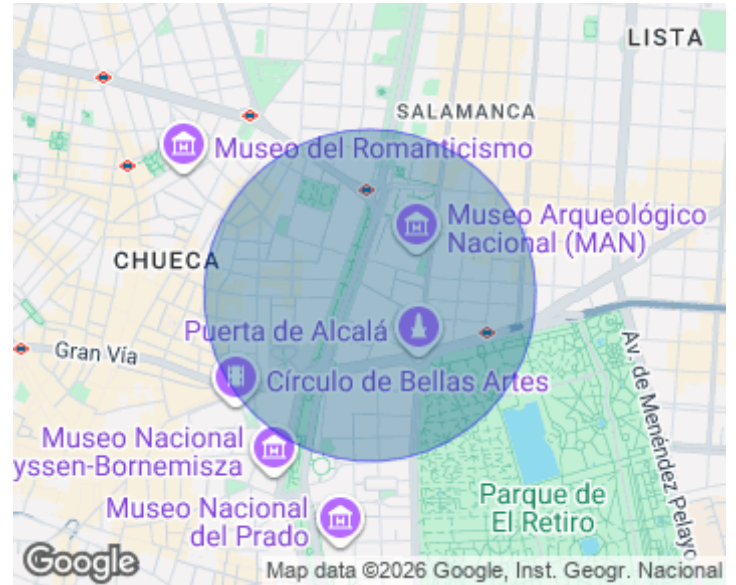 LISTA
SALAMANCA
Museo del Romanticismo
Museo Arqueológico
Nacional (MAN)
CHUECA
Puerta de Alcalá
Gran Vía
Círculo de Bellas Artes
Av. de Menéndez Pelayo
Museo Nacional
yssen-Bornemisza
Parque de
El Retiro
Museo Nacional
del Prado
Google
Map data ©2026 Google, Inst. Geogr. Nacional